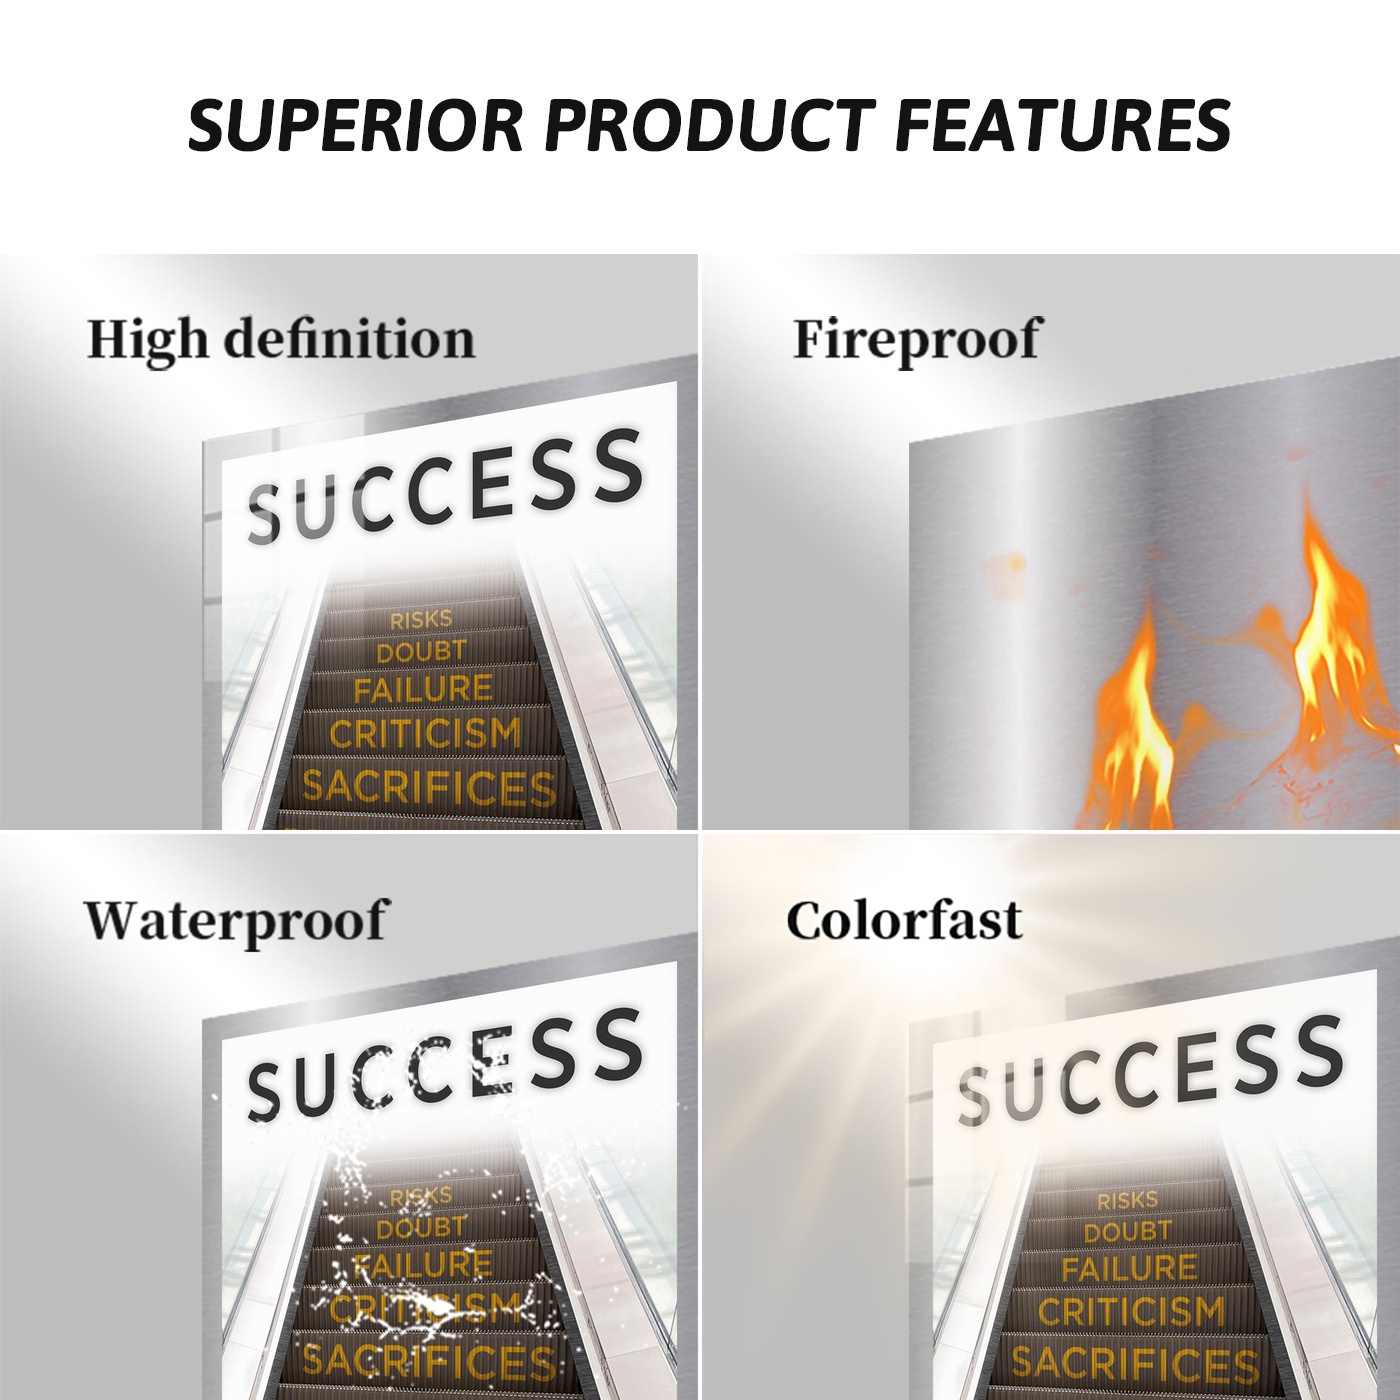 SUPERIOR PRODUCT FEATURES
High definition
SUCCESS
RISKS
DOUBT
FAILURE
CRITICISM
SACRIFICES
Fireproof
Waterproof
SUCCESS
RISKS
DOUBT
FAILURE
CRITICISM
SACRIFICES
Colorfast
SUCCESS
RISKS
DOUBT
FAILURE
CRITICISM
SACRIFICES